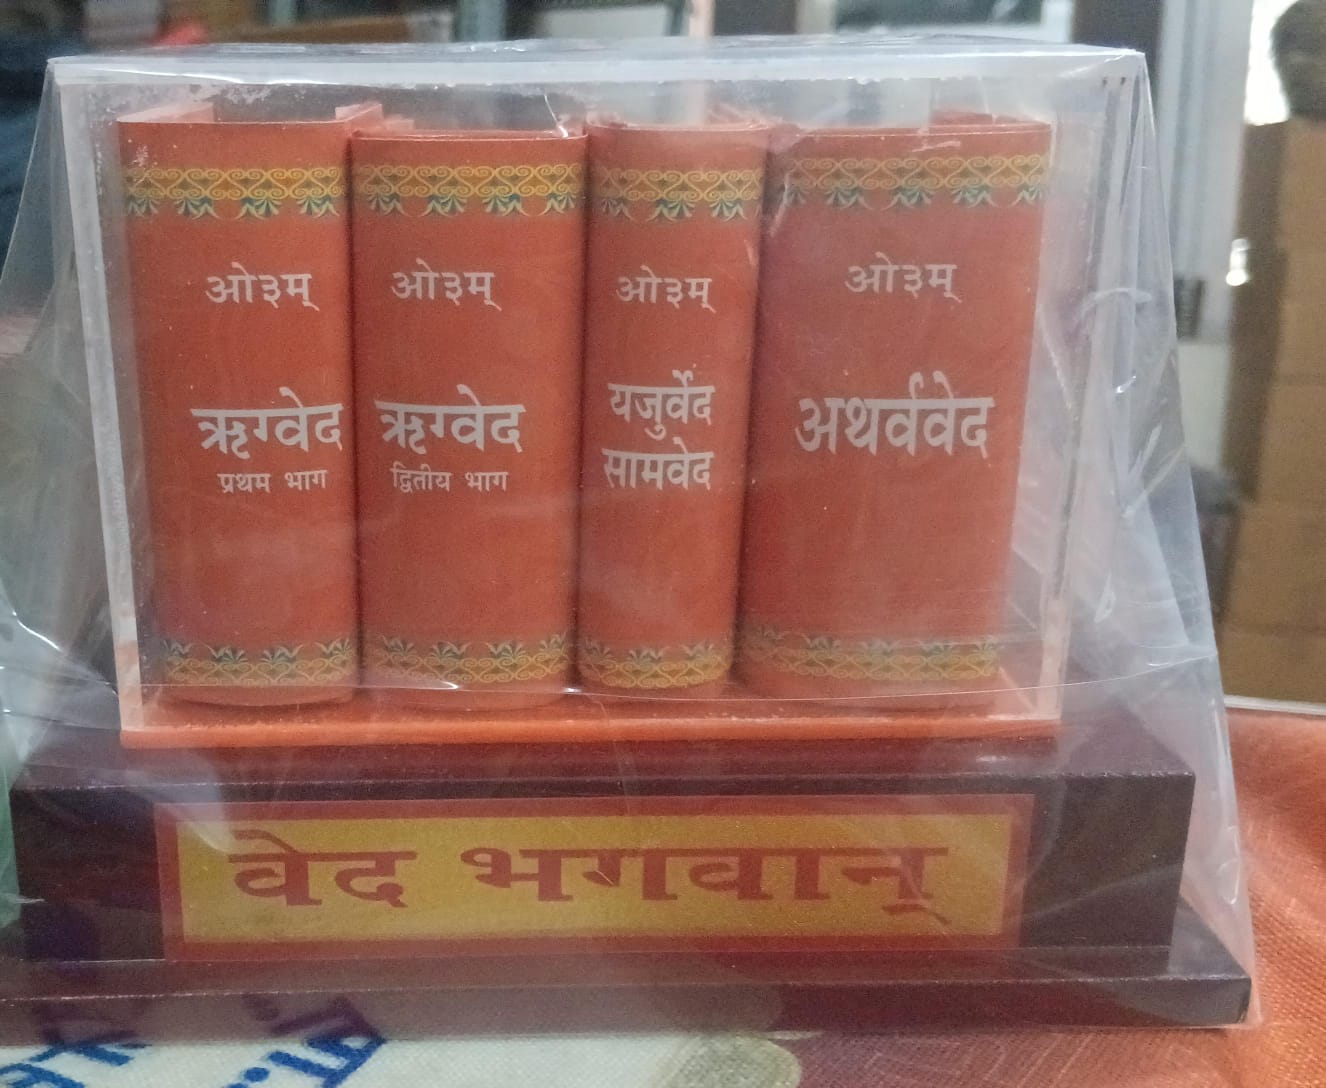 ओ३म्
ऋग्वेद
प्रथम भाग
ओ३म्
ऋग्वेद
द्वितीय भाग
ओ३म्
यजुर्वेद
सामवेद
ओ३म्
अथर्ववेद
वेद भगवान्